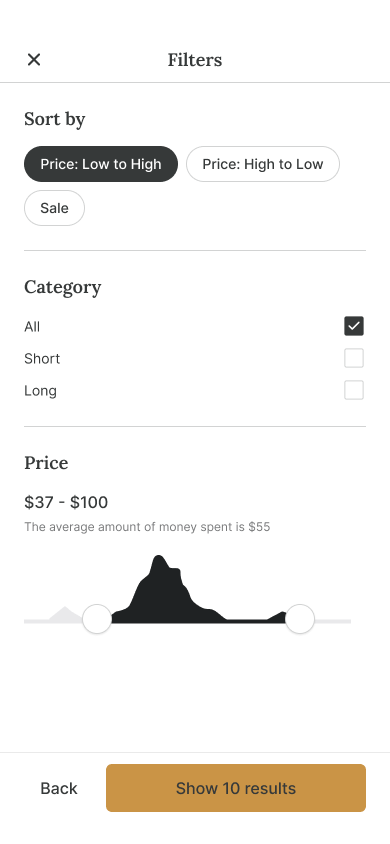 Filters
Sort by
Price: Low to High
Price: High to Low
Sale
Category
All
Short
Long
Price
$37 - $100
The average amount of money spent is $55
Back
Show 10 results